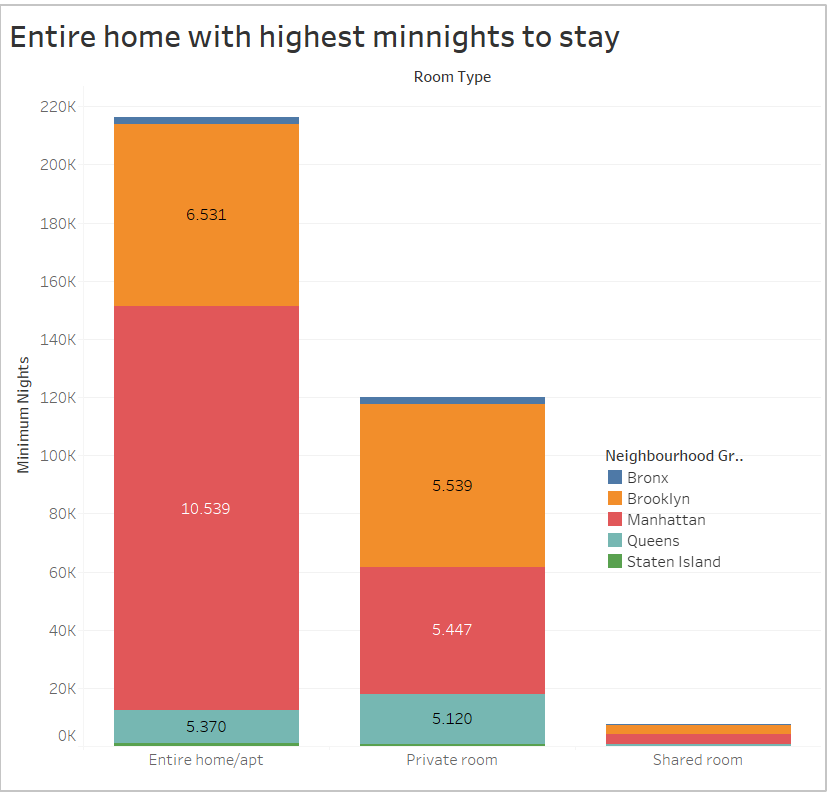 Entire home with highest minnights to stay
Room Type
220K
200K
180K
160K
140K
120K
100K
80K
60K
40K
20K
0K
Minimum Nights
6.531
10.539
5.370
5.539
5.447
5.120
Neighbourhood Gr..
Bronx
Brooklyn
Manhattan
Queens
Staten Island
Entire home/apt
Private room
Shared room